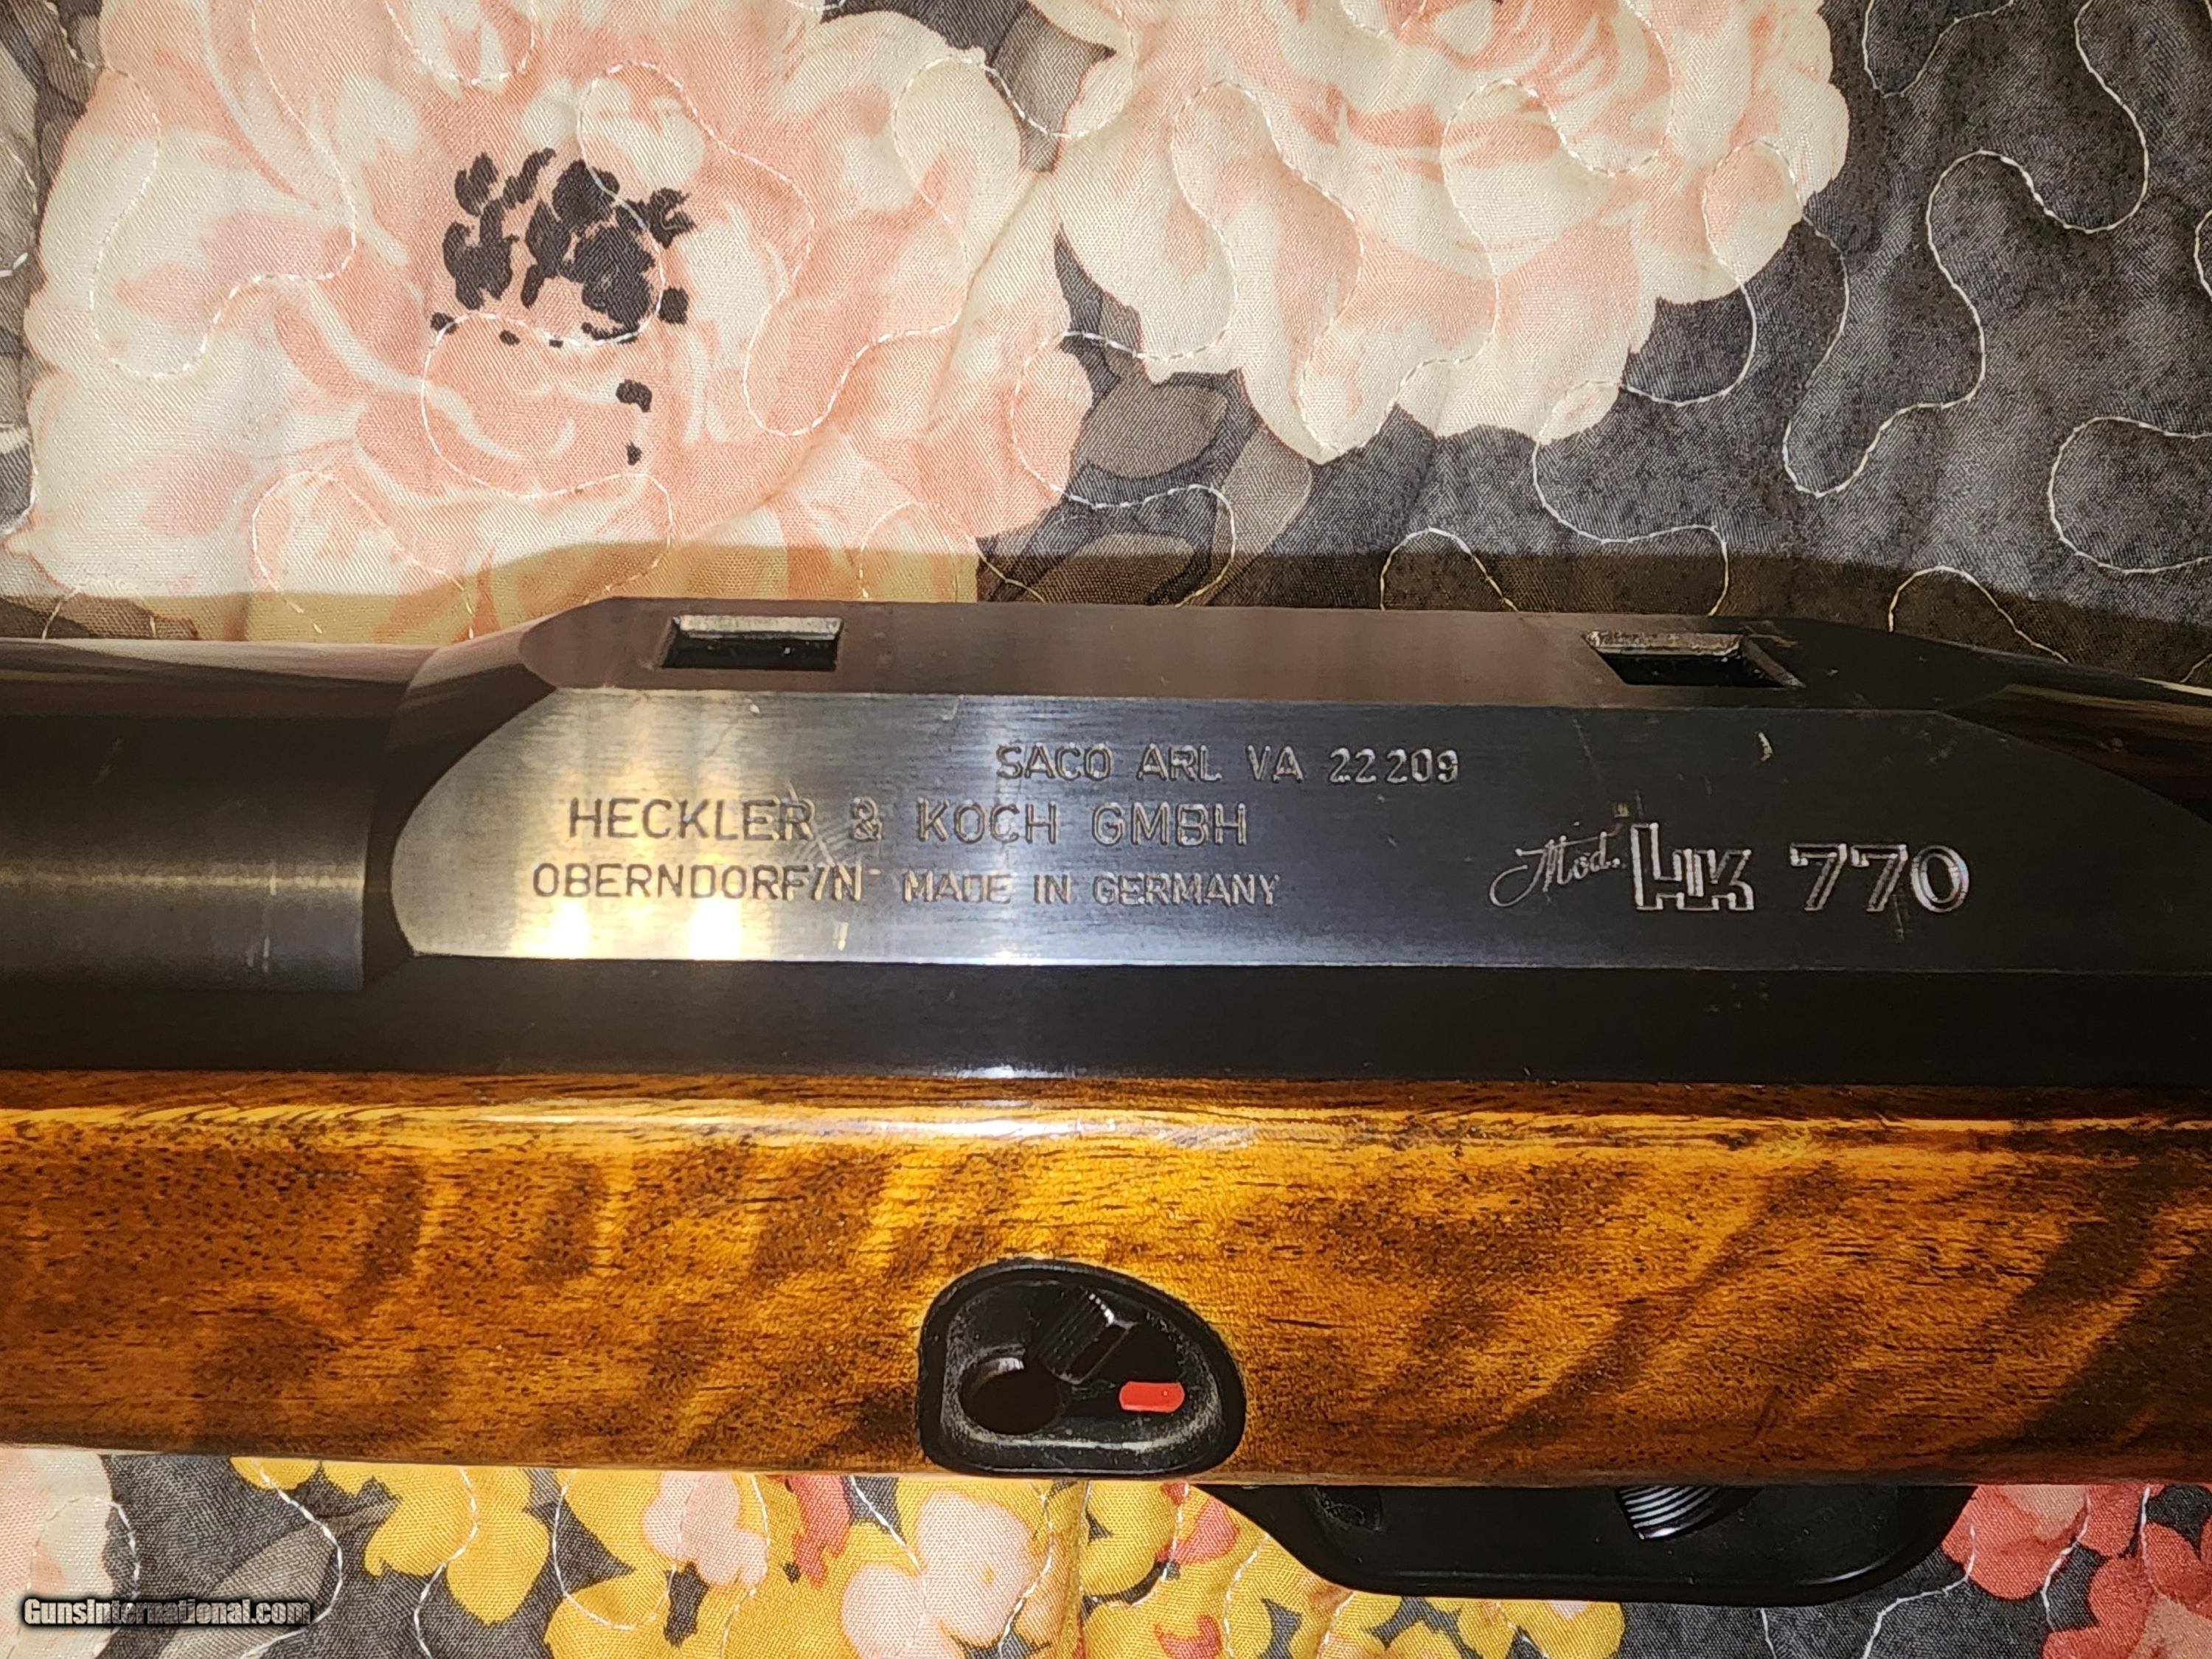 SACO ARL VA 22209
HECKLER & KOCH GMBH
OBERNDORF/N MADE IN GERMANY
Mod. HK 770
GunsInternational.com